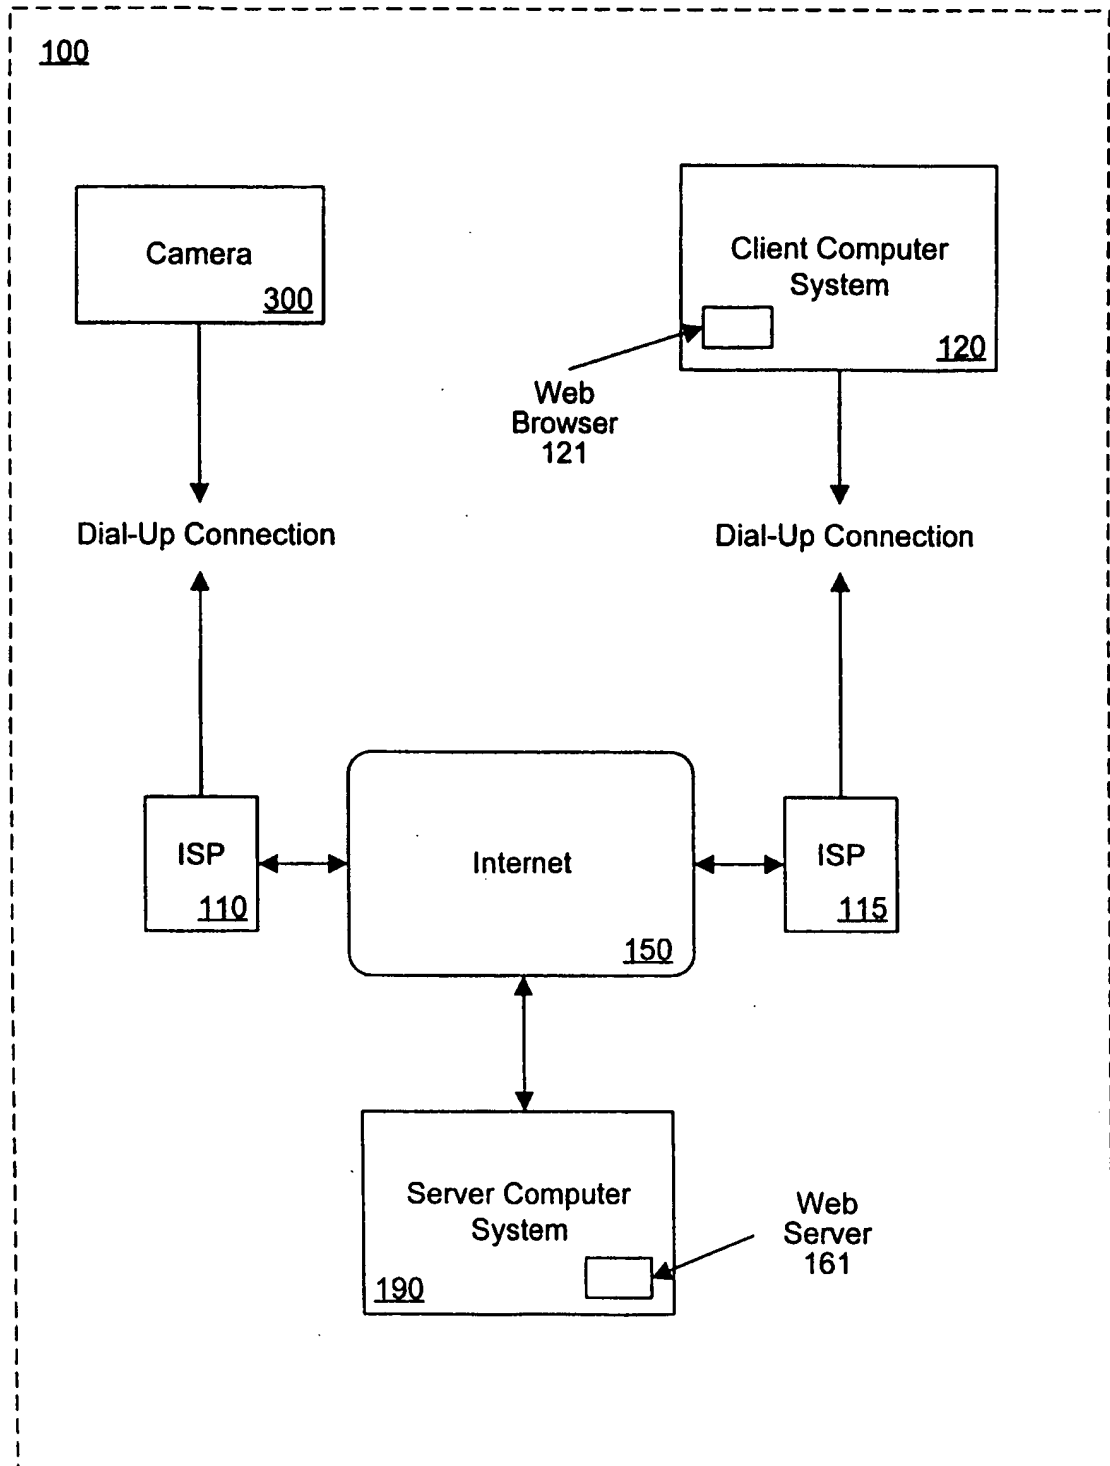 100
Camera
300
Client Computer
System
120
Web
Browser
121
Dial-Up Connection
Dial-Up Connection
ISP
110
Internet
150
ISP
115
Server Computer
System
190
Web
Server
161